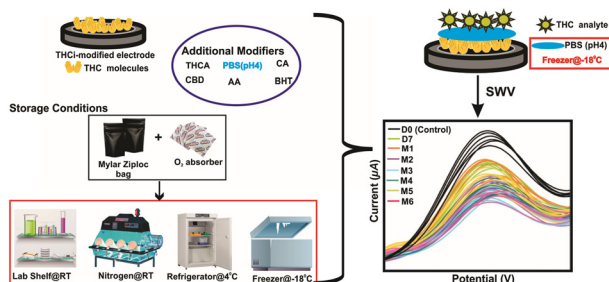 THCi-modified electrode
THC molecules
Additional Modifiers
THCA PBS(pH4) CA
CBD AA BHT
Storage Conditions
Mylar Ziploc
bag
+
O₂ absorber
Lab Shelf@RT
Nitrogen@RT
Refrigerator@4°C
Freezer@-18°C
THC analyte
PBS (pH4)
Freezer@-18°C
SWV
Current (µA)
D0 (Control)
D7
M1
M2
M3
M4
M5
M6
Potential (V)